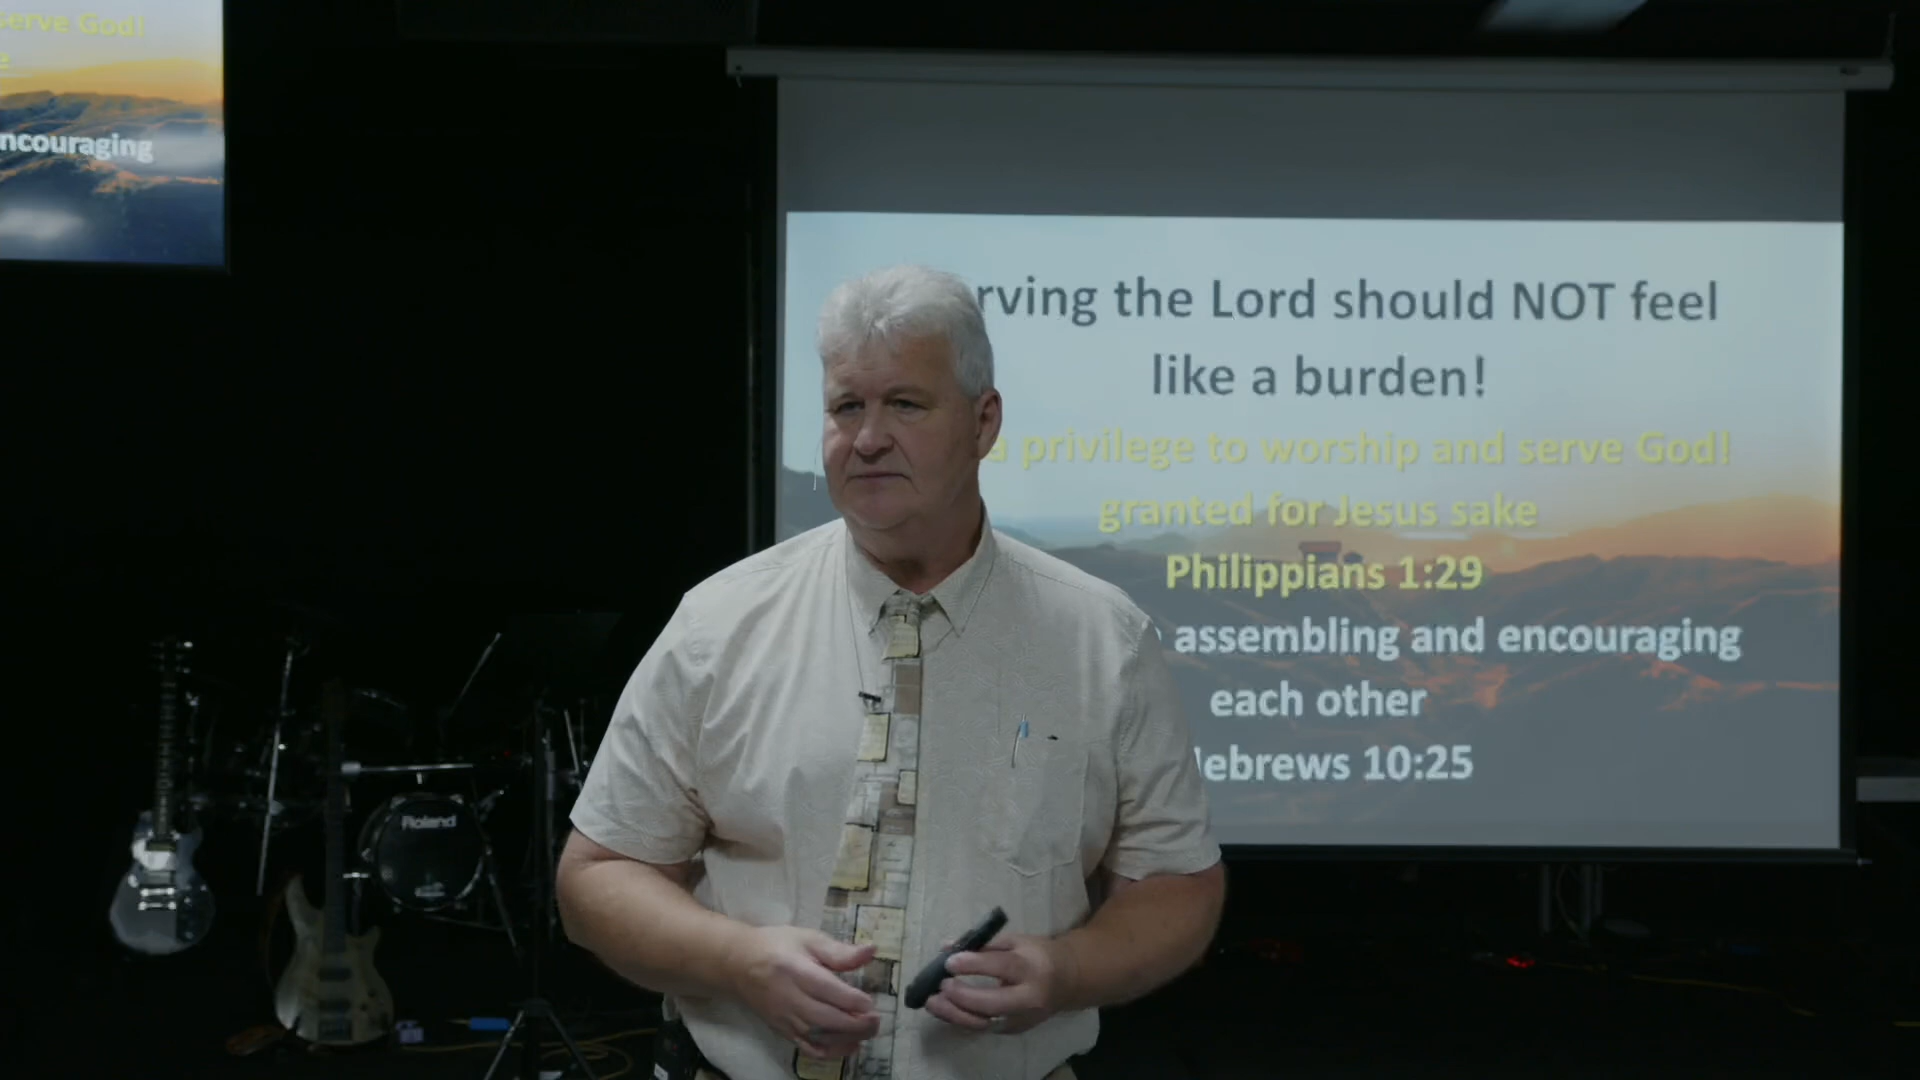 serve God!
ncouraging
rving the Lord should NOT feel
like a burden!
a privilege to worship and serve God!
granted for Jesus sake
Philippians 1:29
assembling and encouraging
each other
ebrews 10:25
Roland